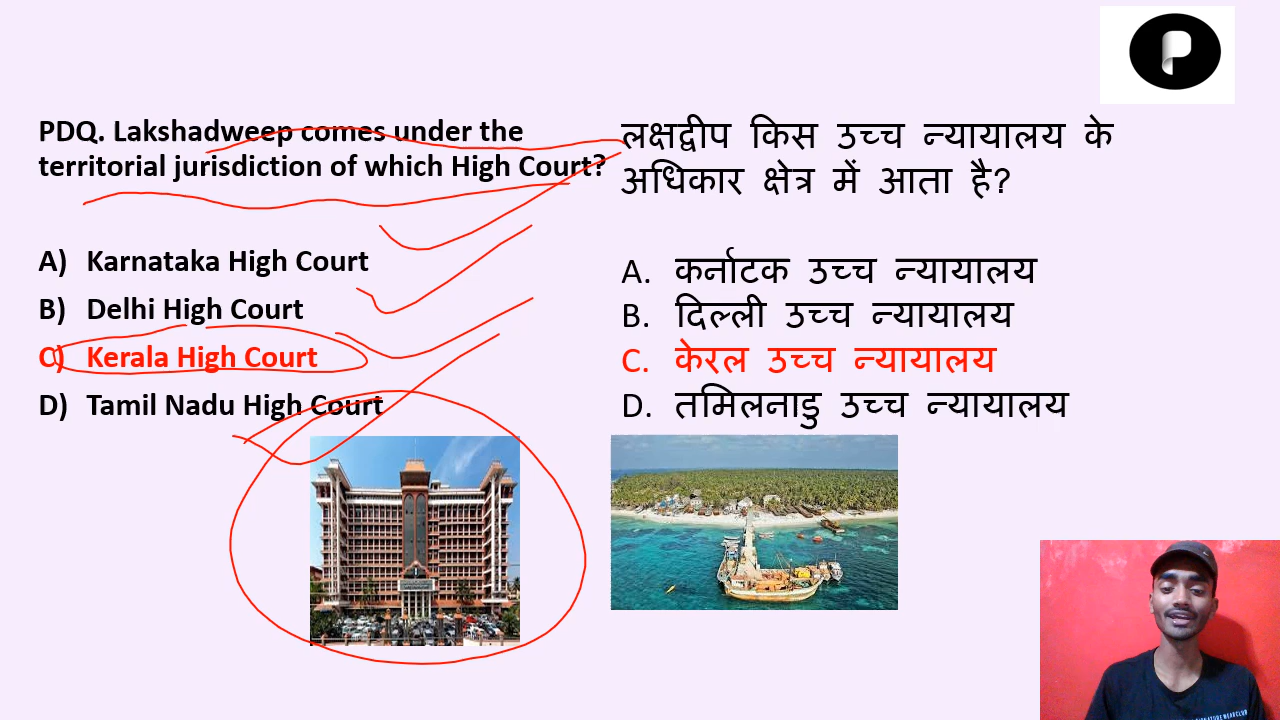 PDQ. Lakshadweep comes under the
territorial jurisdiction of which High Court?
A) Karnataka High Court
B) Delhi High Court
C) Kerala High Court
D) Tamil Nadu High Court
लक्षद्वीप किस उच्च न्यायालय के
अधिकार क्षेत्र में आता है?
A. कर्नाटक उच्च न्यायालय
B. दिल्ली उच्च न्यायालय
C. केरल उच्च न्यायालय
D. तमिलनाडु उच्च न्यायालय
P